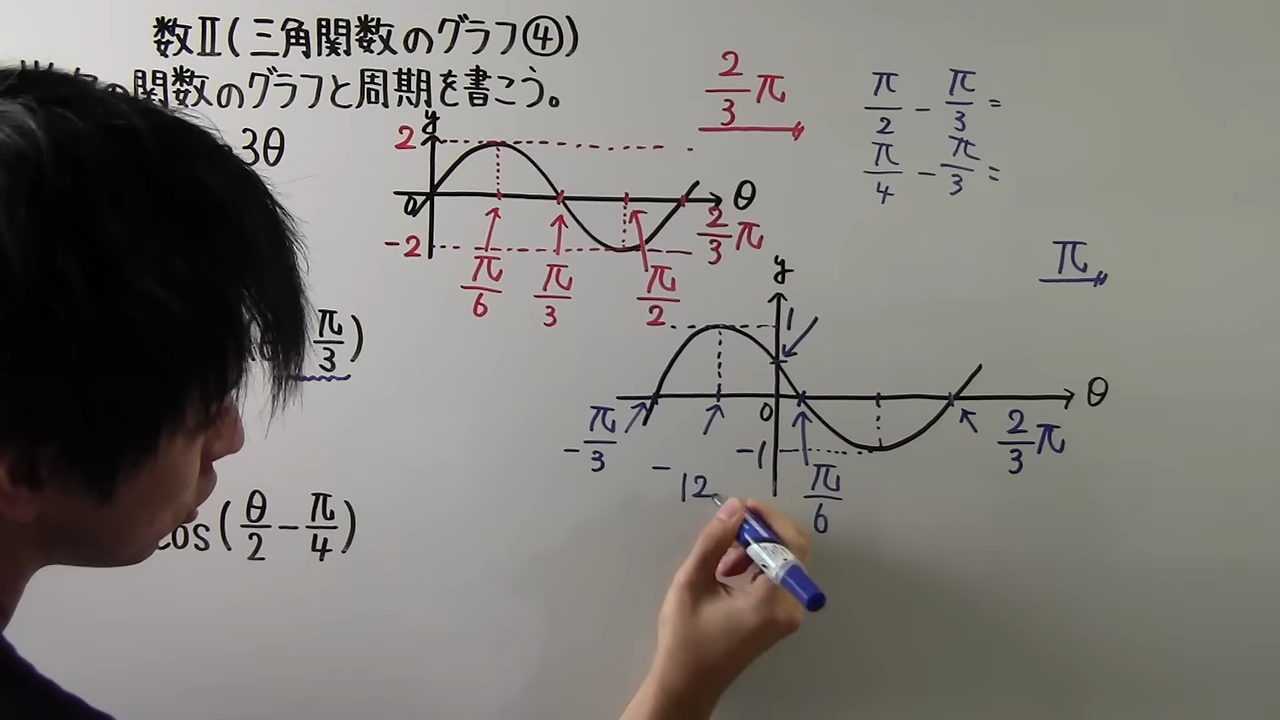 数Ⅱ(三角関数のグラフ④)
の関数のグラフと周期を書こう。
3θ
y
2
0
-2
π/6
π/3
π/2
2/3π
θ
2/3π
π/2 - π/3 =
π/4 - π/3 =
π
π/3)
y
1
0
-1
-π/3
-
12
π/6
2/3π
θ
cos(θ/2 - π/4)